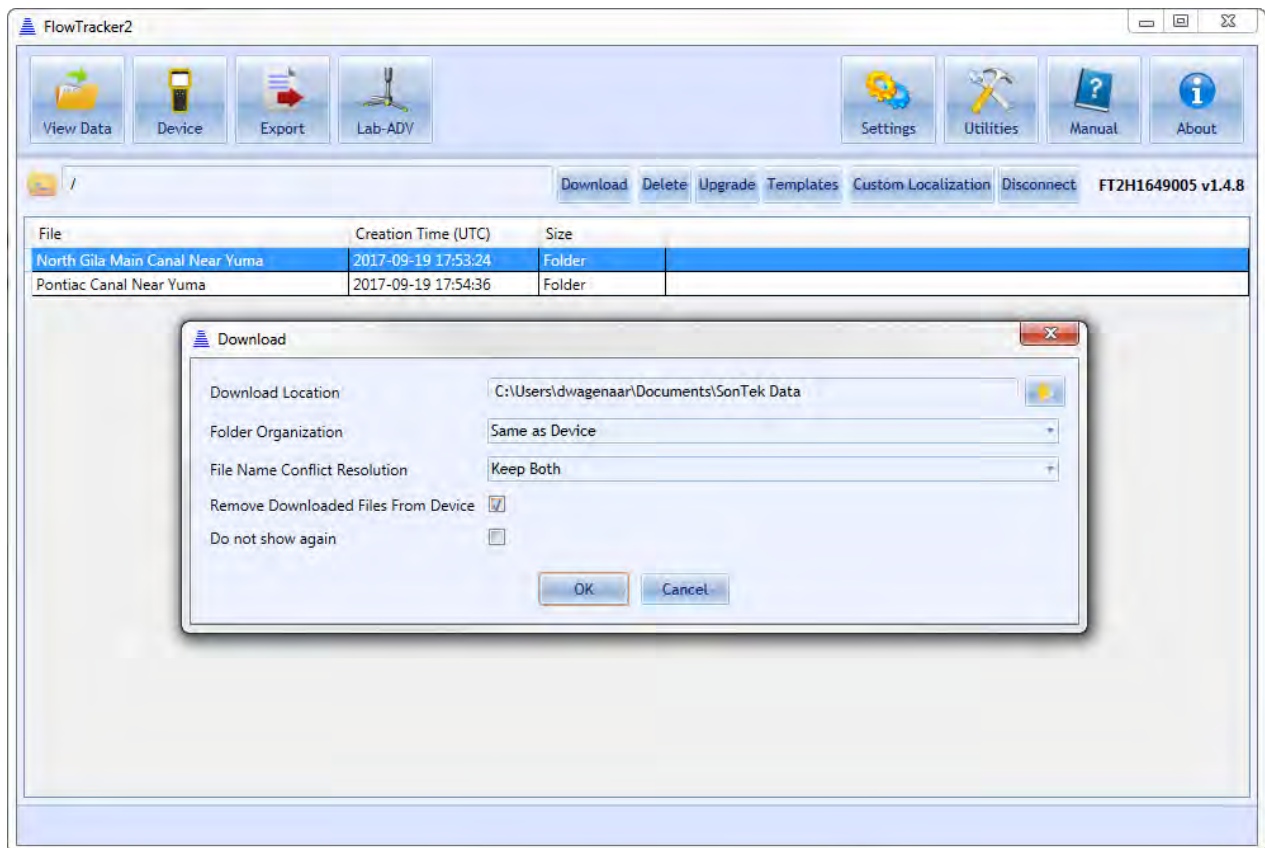 FlowTracker2
View Data Device Export Lab-ADV Settings Utilities Manual About
/ Download Delete Upgrade Templates Custom Localization Disconnect FT2H1649005 v1.4.8
File Creation Time (UTC) Size
North Gila Main Canal Near Yuma 2017-09-19 17:53:24 Folder
Pontiac Canal Near Yuma 2017-09-19 17:54:36 Folder
Download
Download Location C:\Users\dwagenaar\Documents\SonTek Data
Folder Organization Same as Device
File Name Conflict Resolution Keep Both
Remove Downloaded Files From Device
Do not show again
OK Cancel